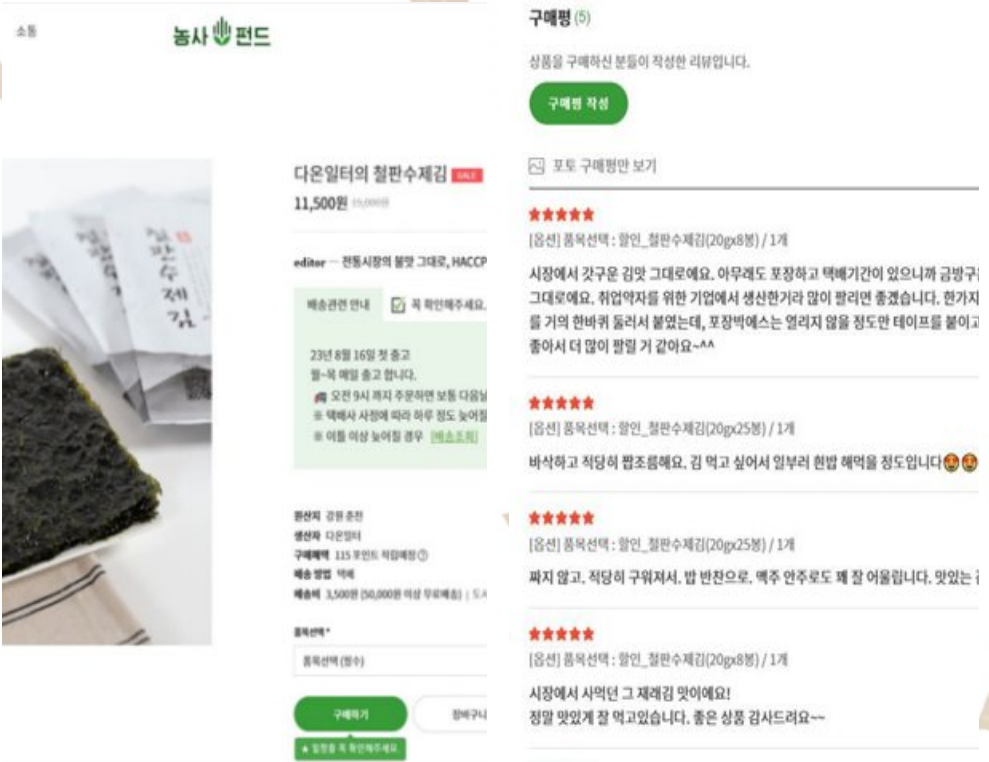 소통
농사 펀드
철판수제김
다온일터의 철판수제김 SALE
11,500원 15,000원
editor — 전통시장의 불맛 그대로, HACCP
배송관련 안내 꼭 확인해주세요.
23년 8월 16일 첫 출고
월~목 매일 출고 합니다.
오전 9시 까지 주문하면 보통 다음날
※ 택배사 사정에 따라 하루 정도 늦어질
※ 이틀 이상 늦어질 경우 [배송조회]
원산지 강원 춘천
생산자 다온일터
구매혜택 115 포인트 적립예정
배송 방법 택배
배송비 3,500원 (50,000원 이상 무료배송) | 도서
품목선택 *
품목선택 (필수)
구매하기 장바구니
★ 알림을 꼭 확인해주세요
구매평 (5)
상품을 구매하신 분들이 작성한 리뷰입니다.
구매평 작성
포토 구매평만 보기
★★★★★
[옵션] 품목선택 : 할인_철판수제김(20gx8봉) / 1개
시장에서 갓구운 김맛 그대로에요. 아무래도 포장하고 택배기간이 있으니까 금방구
그대로에요. 취업약자를 위한 기업에서 생산한거라 많이 팔리면 좋겠습니다. 한가지
를 거의 한바퀴 둘러서 붙였는데, 포장박에스는 열리지 않을 정도만 테이프를 붙이고
좋아서 더 많이 팔릴 거 같아요~^^
★★★★★
[옵션] 품목선택 : 할인_철판수제김(20gx25봉) / 1개
바삭하고 적당히 짭조름해요. 김 먹고 싶어서 일부러 흰밥 해먹을 정도입니다
★★★★★
[옵션] 품목선택 : 할인_철판수제김(20gx25봉) / 1개
짜지 않고. 적당히 구워져서. 밥 반찬으로. 맥주 안주로도 꽤 잘 어울립니다. 맛있는
★★★★★
[옵션] 품목선택 : 할인_철판수제김(20gx8봉) / 1개
시장에서 사먹던 그 재래김 맛이에요!
정말 맛있게 잘 먹고있습니다. 좋은 상품 감사드려요~~